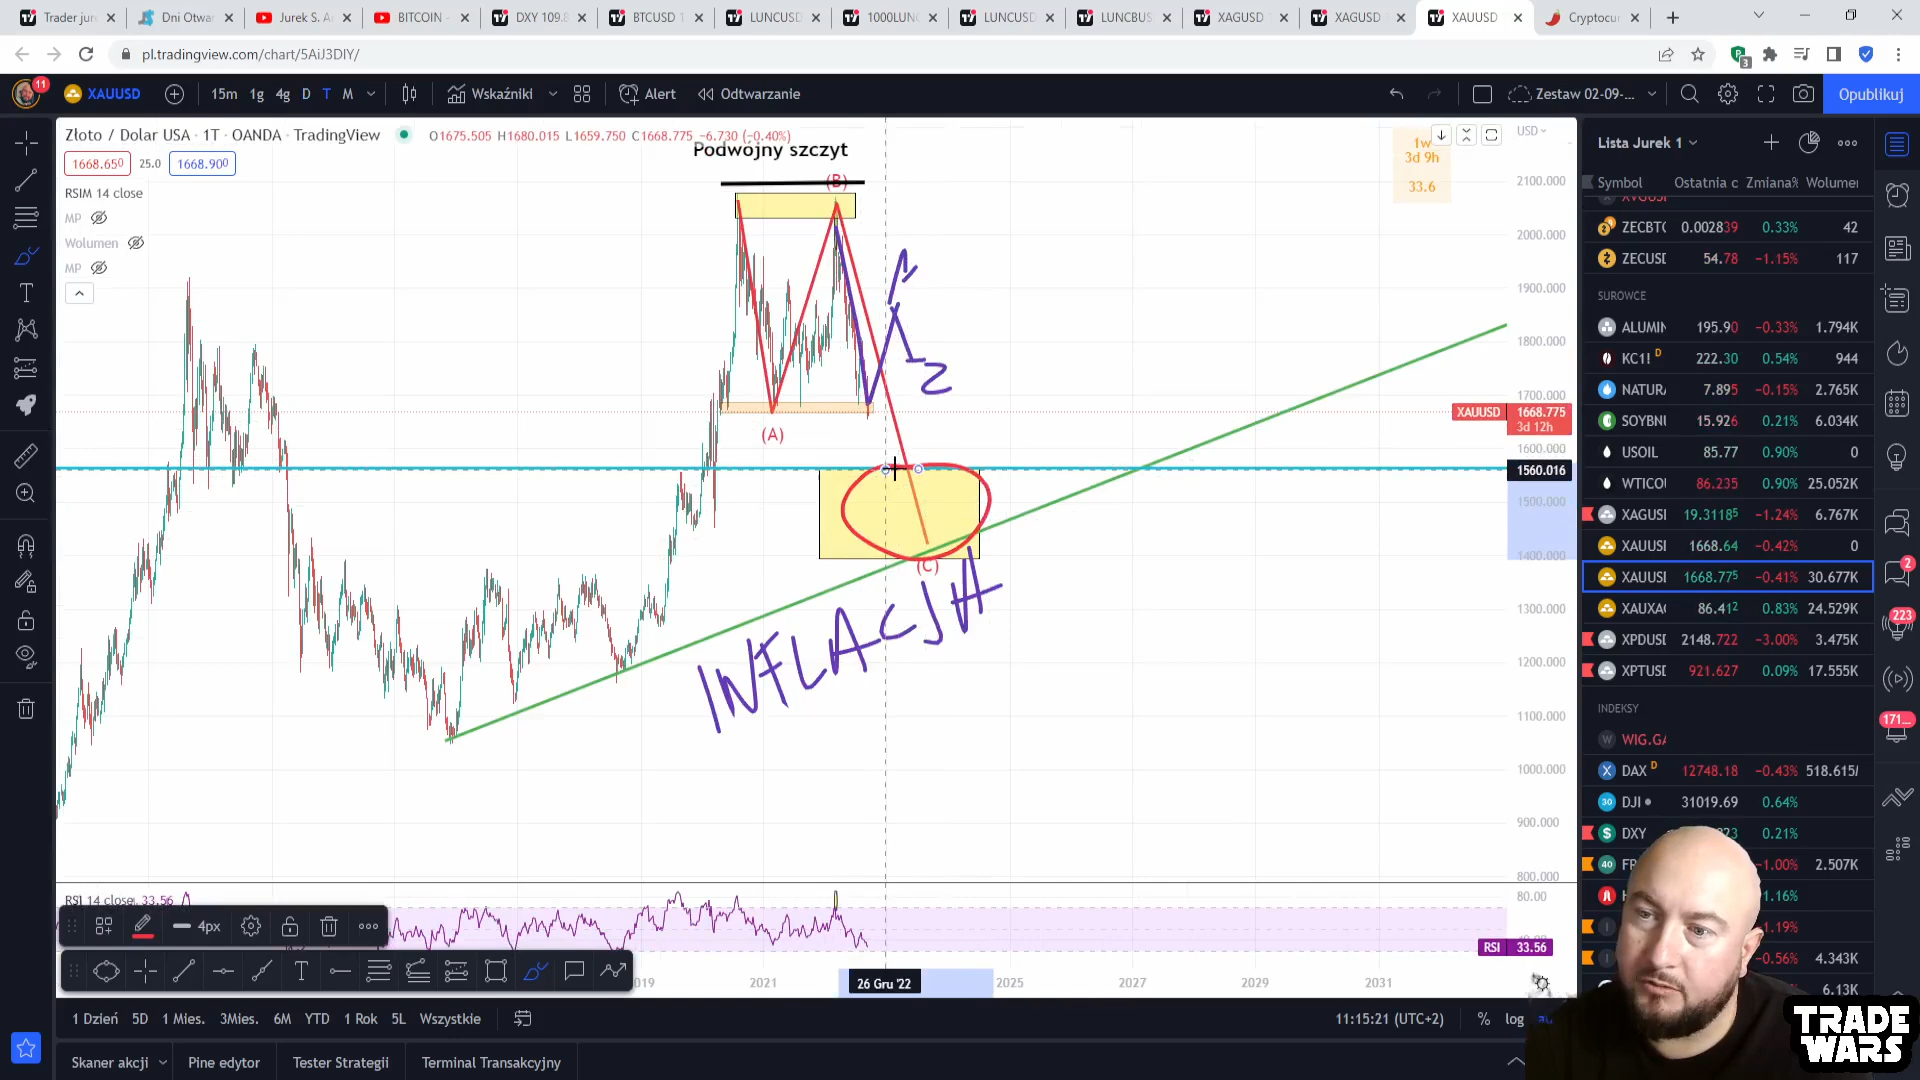 Trader jur
Dni Otwar
Jurek S. A
BITCOIN -
DXY 109.8
BTCUSD 1
LUNCUSD
1000LUNC
LUNCUSD
LUNCBUS
XAGUSD
XAGUSD
XAUUSD
Cryptocur
pl.tradingview.com/chart/5AiJ3DIY/
3
11
XAUUSD
15m 1g 4g D T M
Wskaźniki
Alert
Odtwarzanie
Zestaw 02-09-...
Opublikuj
Złoto / Dolar USA · 1T · OANDA · TradingView
O1675.505 H1680.015 L1659.750 C1668.775 −6.730 (−0.40%)
1668.650 25.0 1668.900
RSIM 14 close
MP
Wolumen
MP
Podwójny szczyt
(B)
(A)
(C)
1
2
INFLACJA
1w
3d 9h
33.6
USD
2100.000
2000.000
1900.000
1800.000
1700.000
XAUUSD 1668.775
3d 12h
1600.000
1560.016
1500.000
1400.000
1300.000
1200.000
1100.000
1000.000
900.000
800.000
RSI 14 close 33.56
80.00
RSI 33.56
4px
019 2021 26 Gru '22 2025 2027 2029 2031
1 Dzień 5D 1 Mies. 3Mies. 6M YTD 1 Rok 5L Wszystkie
11:15:21 (UTC+2) % log
Skaner akcji Pine edytor Tester Strategii Terminal Transakcyjny
Lista Jurek 1
Symbol Ostatnia c Zmiana% Wolumen
ZECBTC 0.002839 0.33% 42
ZECUSD 54.78 −1.15% 117
SUROWCE
ALUMIN 195.90 −0.33% 1.794K
KC1! D 222.30 0.54% 944
NATURA 7.895 −0.15% 2.765K
SOYBNU 15.926 0.21% 6.034K
USOIL 85.77 0.90% 0
WTICOU 86.235 0.90% 25.052K
XAGUSD 19.3118⁵ −1.24% 6.767K
XAUUSD 1668.64 −0.42% 0
XAUUSD 1668.77⁵ −0.41% 30.677K
XAUXAG 86.41² 0.83% 24.529K
XPDUSD 2148.722 −3.00% 3.475K
XPTUSD 921.627 0.09% 17.555K
INDEKSY
WIG.GA
DAX D 12748.18 −0.43% 518.615
DJI 31019.69 0.64%
DXY 0.21%
−1.00% 2.507K
1.16%
−1.19%
−0.56% 4.343K
6.13K
2
223
171...
TRADE
WARS